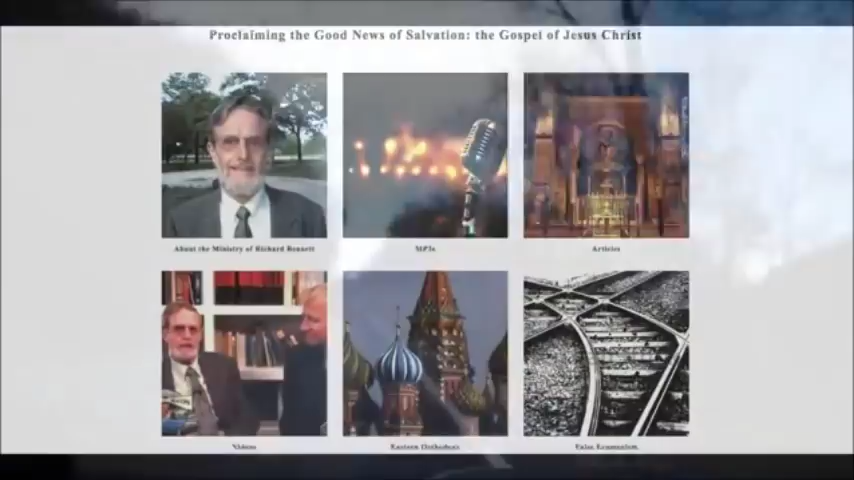 Proclaiming the Good News of Salvation: the Gospel of Jesus Christ
About the Ministry of Richard Bennett
MP3s
Articles
Videos
Eastern Orthodoxy
False Ecumenism